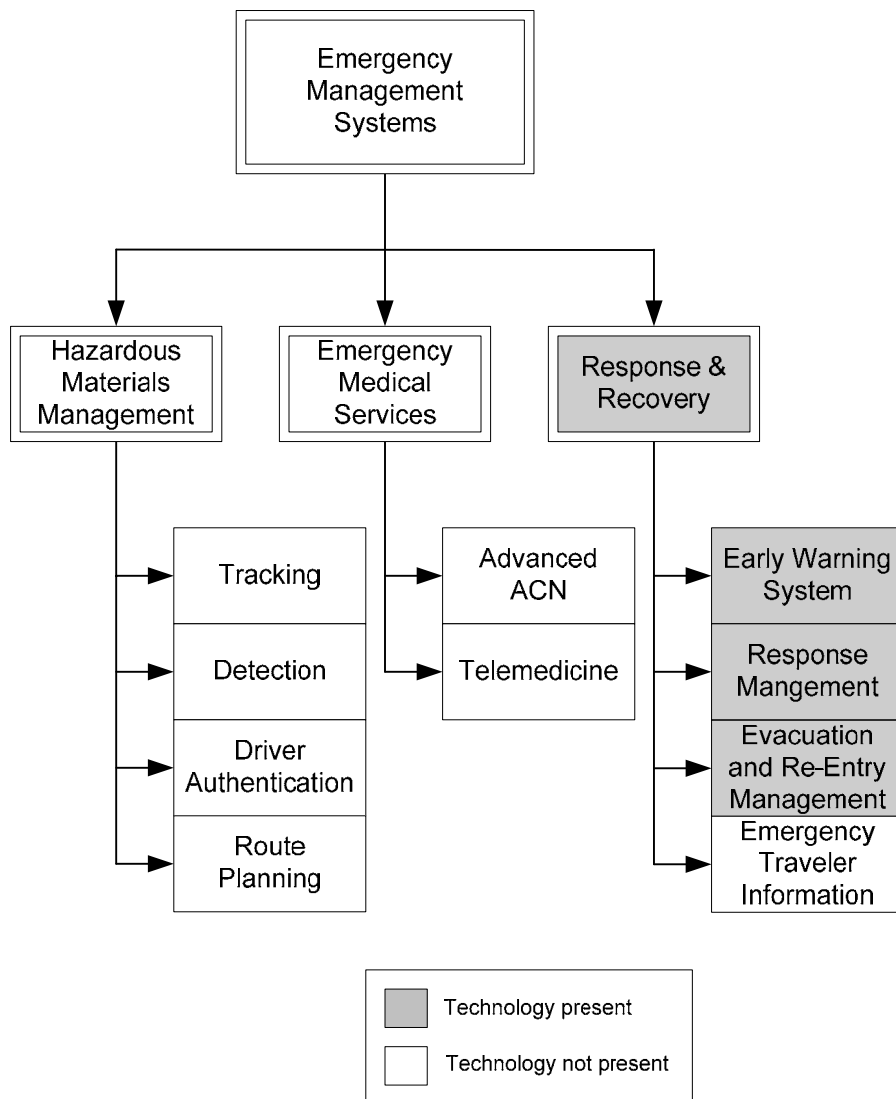 Emergency
Management
Systems
Hazardous
Materials
Management
Emergency
Medical
Services
Response &
Recovery
Tracking
Detection
Driver
Authentication
Route
Planning
Advanced
ACN
Telemedicine
Early Warning
System
Response
Mangement
Evacuation
and Re-Entry
Management
Emergency
Traveler
Information
Technology present
Technology not present